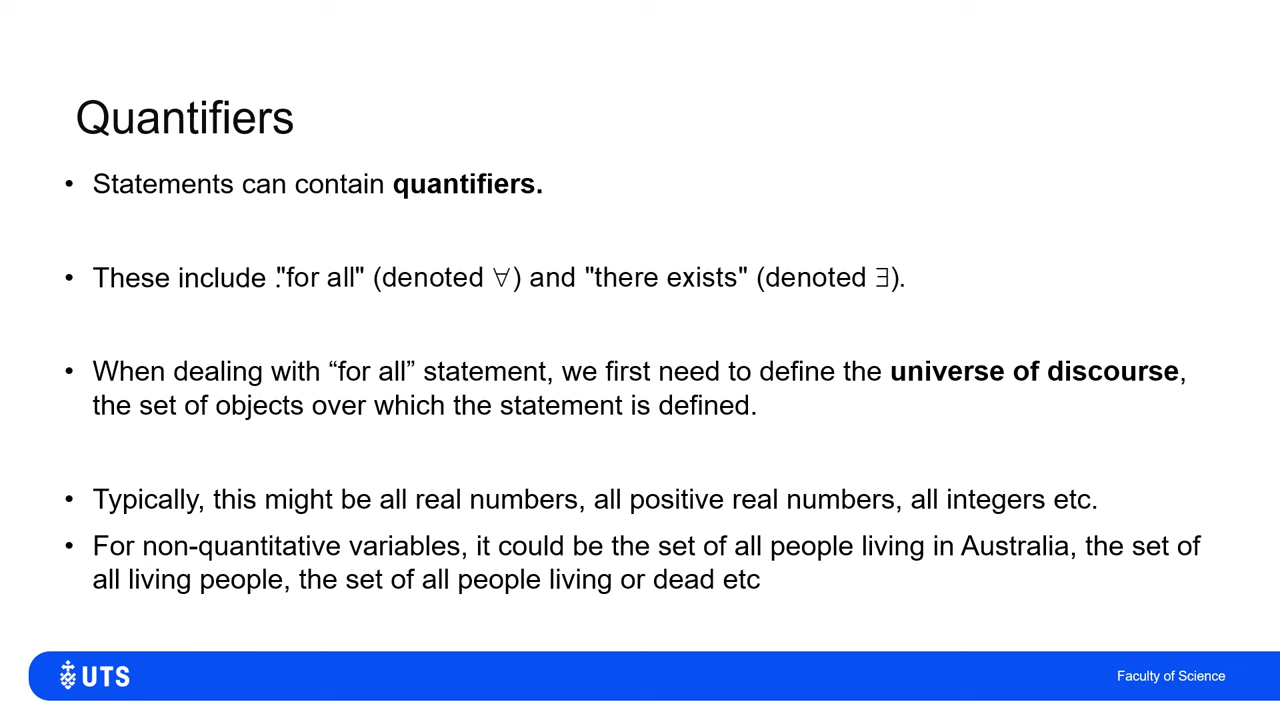 Quantifiers
• Statements can contain quantifiers.
• These include ."for all" (denoted ∀) and "there exists" (denoted ∃).
• When dealing with “for all” statement, we first need to define the universe of discourse,
the set of objects over which the statement is defined.
• Typically, this might be all real numbers, all positive real numbers, all integers etc.
• For non-quantitative variables, it could be the set of all people living in Australia, the set of
all living people, the set of all people living or dead etc
UTS
Faculty of Science